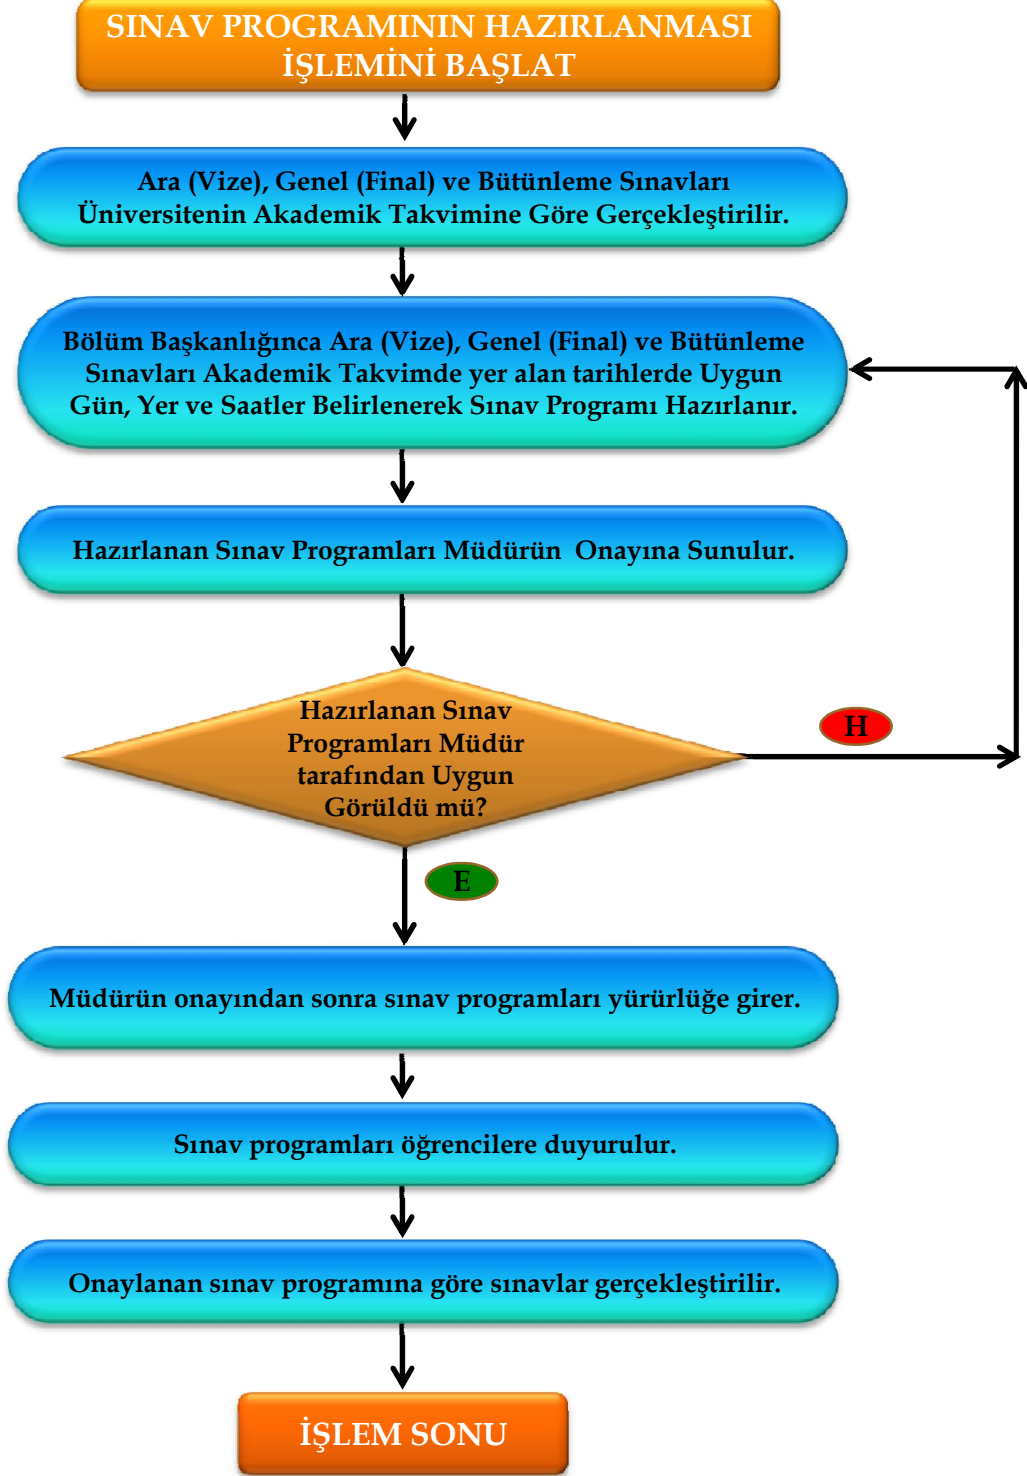 SINAV PROGRAMININ HAZIRLANMASI
İŞLEMİNİ BAŞLAT
Ara (Vize), Genel (Final) ve Bütünleme Sınavları
Üniversitenin Akademik Takvimine Göre Gerçekleştirilir.
Bölüm Başkanlığınca Ara (Vize), Genel (Final) ve Bütünleme
Sınavları Akademik Takvimde yer alan tarihlerde Uygun
Gün, Yer ve Saatler Belirlenerek Sınav Programı Hazırlanır.
Hazırlanan Sınav Programları Müdürün  Onayına Sunulur.
Hazırlanan Sınav
Programları Müdür
tarafından Uygun
Görüldü mü?
H
E
Müdürün onayından sonra sınav programları yürürlüğe girer.
Sınav programları öğrencilere duyurulur.
Onaylanan sınav programına göre sınavlar gerçekleştirilir.
İŞLEM SONU